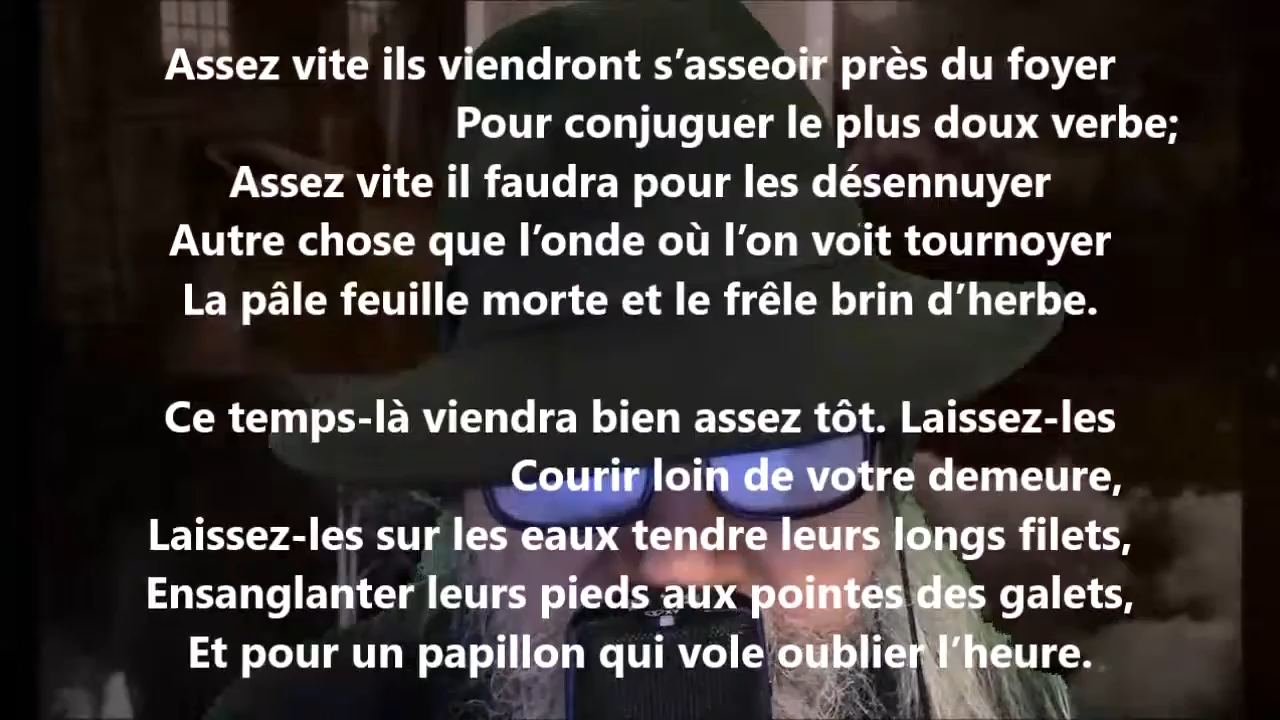 Assez vite ils viendront s’asseoir près du foyer
Pour conjuguer le plus doux verbe;
Assez vite il faudra pour les désennuyer
Autre chose que l’onde où l’on voit tournoyer
La pâle feuille morte et le frêle brin d’herbe.
Ce temps-là viendra bien assez tôt. Laissez-les
Courir loin de votre demeure,
Laissez-les sur les eaux tendre leurs longs filets,
Ensanglanter leurs pieds aux pointes des galets,
Et pour un papillon qui vole oublier l’heure.